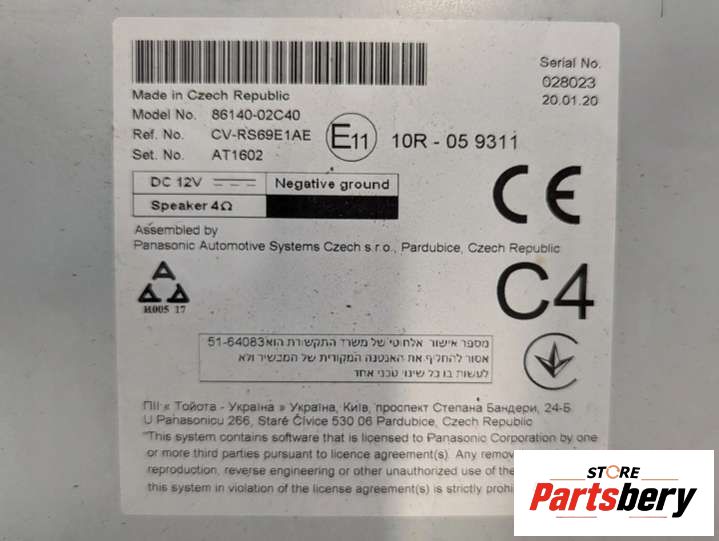 Made in Czech Republic
Serial No.
028023
20.01.20
Model No. 86140-02C40
Ref. No. CV-RS69E1AE
Set. No. AT1602
E11
10R - 05 9311
DC 12V
Negative ground
Speaker 4Ω
CE
Assembled by
Panasonic Automotive Systems Czech s.r.o., Pardubice, Czech Republic
H005 17
C4
מספר אישור אלחוטי של משרד התקשורת הוא 51-64083
אסור להחליף את האנטנה המקורית של המכשיר ולא
לעשות בו כל שינוי טכני אחר
ПІІ « Тойота - Україна » Україна, Київ, проспект Степана Бандери, 24-Б
U Panasonicu 266, Staré Čívice 530 06 Pardubice, Czech Republic
"This system contains software that is licensed to Panasonic Corporation by one
or more third parties pursuant to licence agreement(s). Any remov
reproduction, reverse engineering or other unauthorized use of the
this system in violation of the license agreement(s) is strictly prohi
STORE
Partsbery